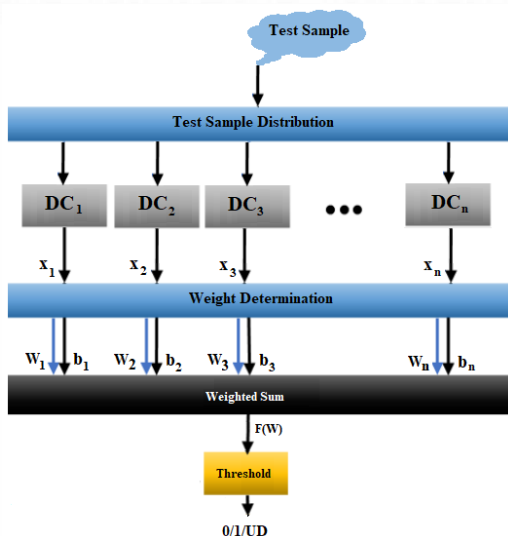 Test Sample
Test Sample Distribution
DC1 DC2 DC3 ••• DCn
x1 x2 x3 xn
Weight Determination
W1 b1 W2 b2 W3 b3 Wn bn
Weighted Sum
F(W)
Threshold
0/1/UD